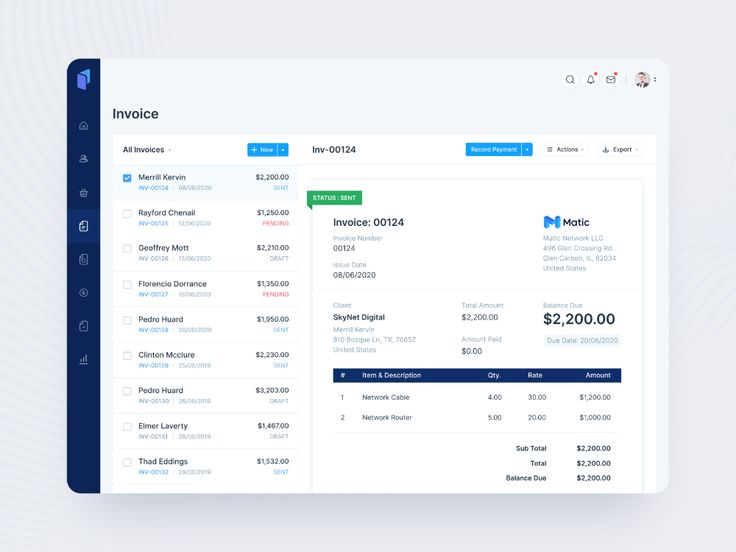 Invoice
All Invoices
+ New
Merrill Kervin $2,200.00
INV-00124 | 08/06/2020 SENT
Rayford Chenail $1,250.00
INV-00125 | 12/06/2020 PENDING
Geoffrey Mott $2,210.00
INV-00126 | 15/06/2020 DRAFT
Florencio Dorrance $1,350.00
INV-00127 | 16/06/2020 PENDING
Pedro Huard $1,950.00
INV-00128 | 20/06/2020 SENT
Clinton Mcclure $2,230.00
INV-00129 | 25/06/2019 SENT
Pedro Huard $3,203.00
INV-00130 | 26/06/2019 DRAFT
Elmer Laverty $1,467.00
INV-00131 | 28/06/2019 DRAFT
Thad Eddings $1,532.00
INV-00132 | 29/06/2019 SENT
Inv-00124
Record Payment
Actions
Export
STATUS : SENT
Invoice: 00124
Invoice Number
00124
Issue Date
08/06/2020
Matic
Matic Network LLC
496 Glen Crossing Rd,
Glen Carbon, IL, 62034
United States
Client
SkyNet Digital
Merrill Kervin
810 Bosque Ln, TX, 76657
United States
Total Amount
$2,200.00
Amount Paid
$0.00
Balance Due
$2,200.00
Due Date: 20/06/2020
# Item & Description Qty. Rate Amount
1 Network Cable 4.00 30.00 $1,200.00
2 Network Router 5.00 20.00 $1,000.00
Sub Total $2,200.00
Total $2,200.00
Balance Due $2,200.00